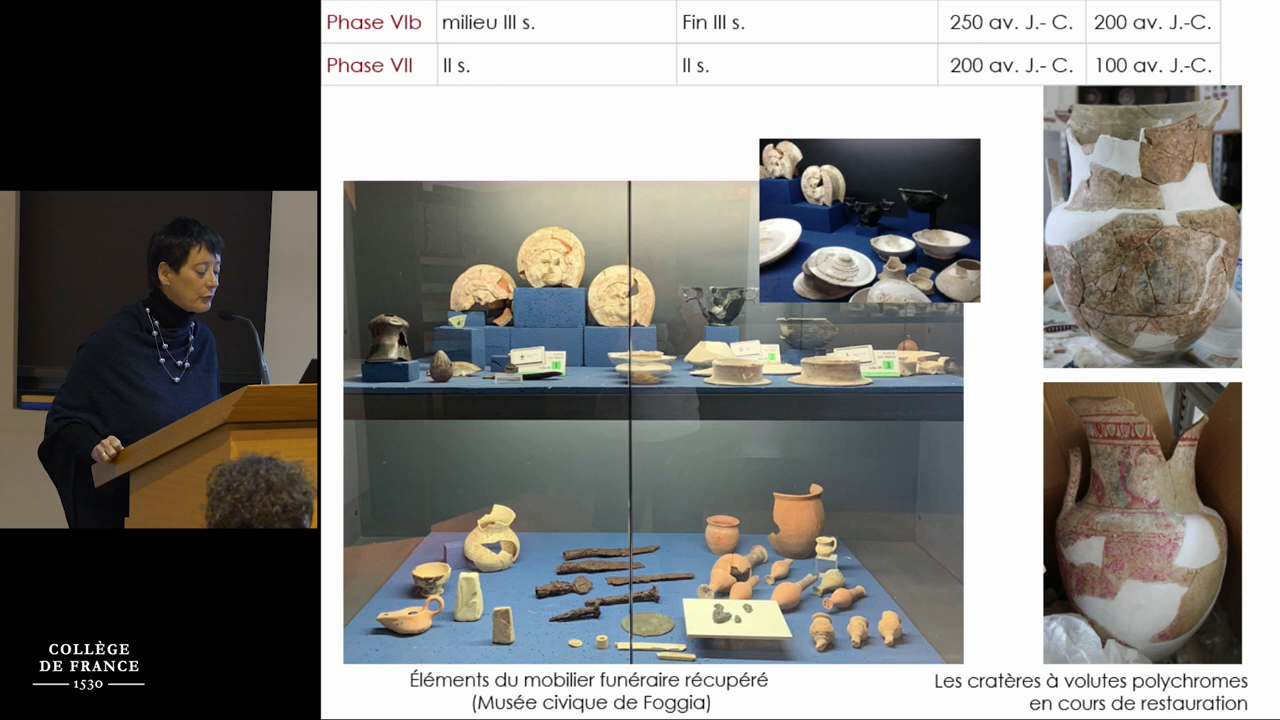 Phase VIb milieu III s. Fin III s. 250 av. J.- C. 200 av. J.-C.
Phase VII II s. II s. 200 av. J.- C. 100 av. J.-C.
Éléments du mobilier funéraire récupéré
(Musée civique de Foggia)
Les cratères à volutes polychromes
en cours de restauration
COLLÈGE
DE FRANCE
1530